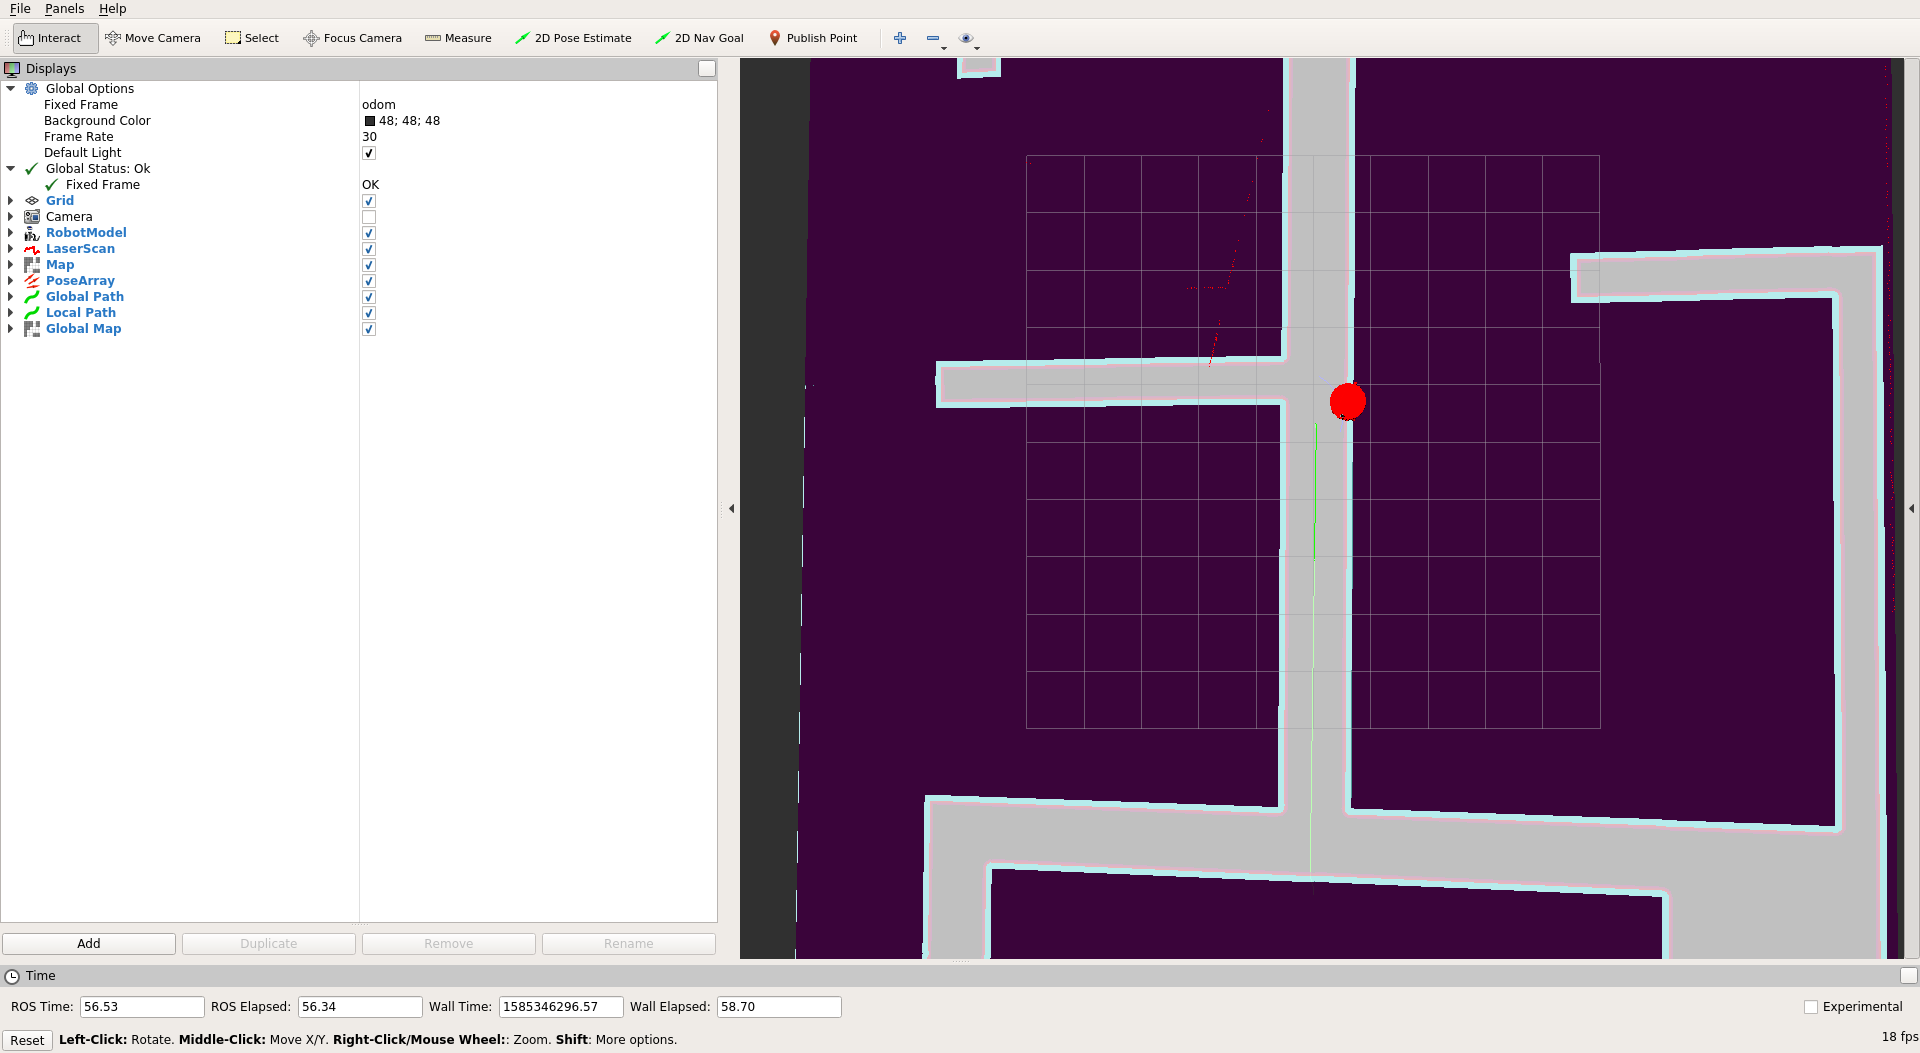 File Panels Help
Interact Move Camera Select Focus Camera Measure 2D Pose Estimate 2D Nav Goal Publish Point
Displays
Global Options
Fixed Frame odom
Background Color 48; 48; 48
Frame Rate 30
Default Light
Global Status: Ok
Fixed Frame OK
Grid
Camera
RobotModel
LaserScan
Map
PoseArray
Global Path
Local Path
Global Map
Add Duplicate Remove Rename
Time
ROS Time: 56.53 ROS Elapsed: 56.34 Wall Time: 1585346296.57 Wall Elapsed: 58.70 Experimental
Reset Left-Click: Rotate. Middle-Click: Move X/Y. Right-Click/Mouse Wheel:: Zoom. Shift: More options. 18 fps